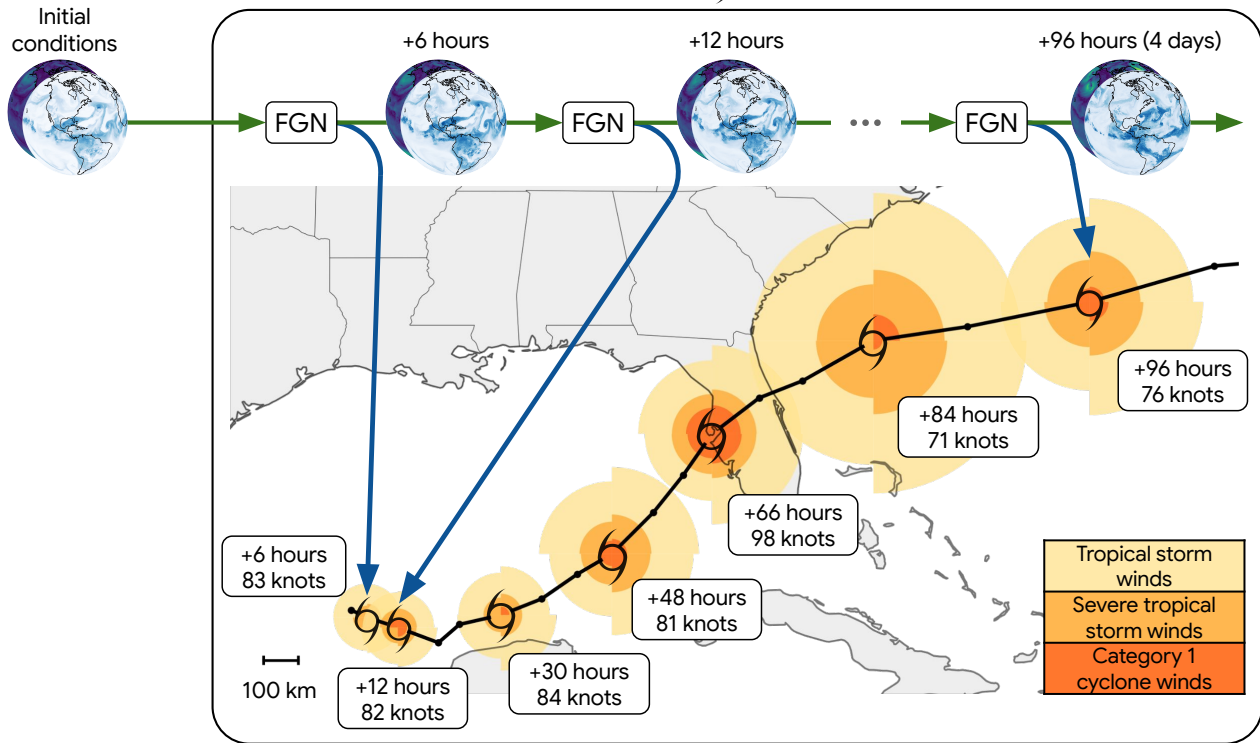 Initial
conditions
+6 hours
+12 hours
+96 hours (4 days)
FGN
FGN
...
FGN
+96 hours
76 knots
+84 hours
71 knots
+66 hours
98 knots
+6 hours
83 knots
+48 hours
81 knots
+30 hours
84 knots
+12 hours
82 knots
100 km
Tropical storm
winds
Severe tropical
storm winds
Category 1
cyclone winds